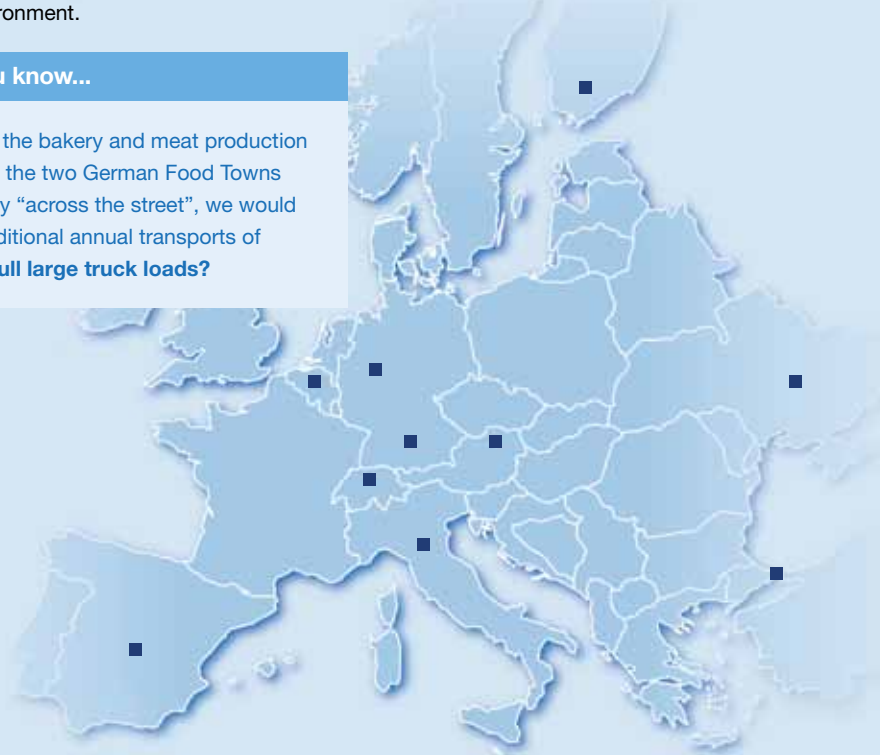 ronment.
u know...
the bakery and meat production
the two German Food Towns
y “across the street”, we would
ditional annual transports of
ull large truck loads?